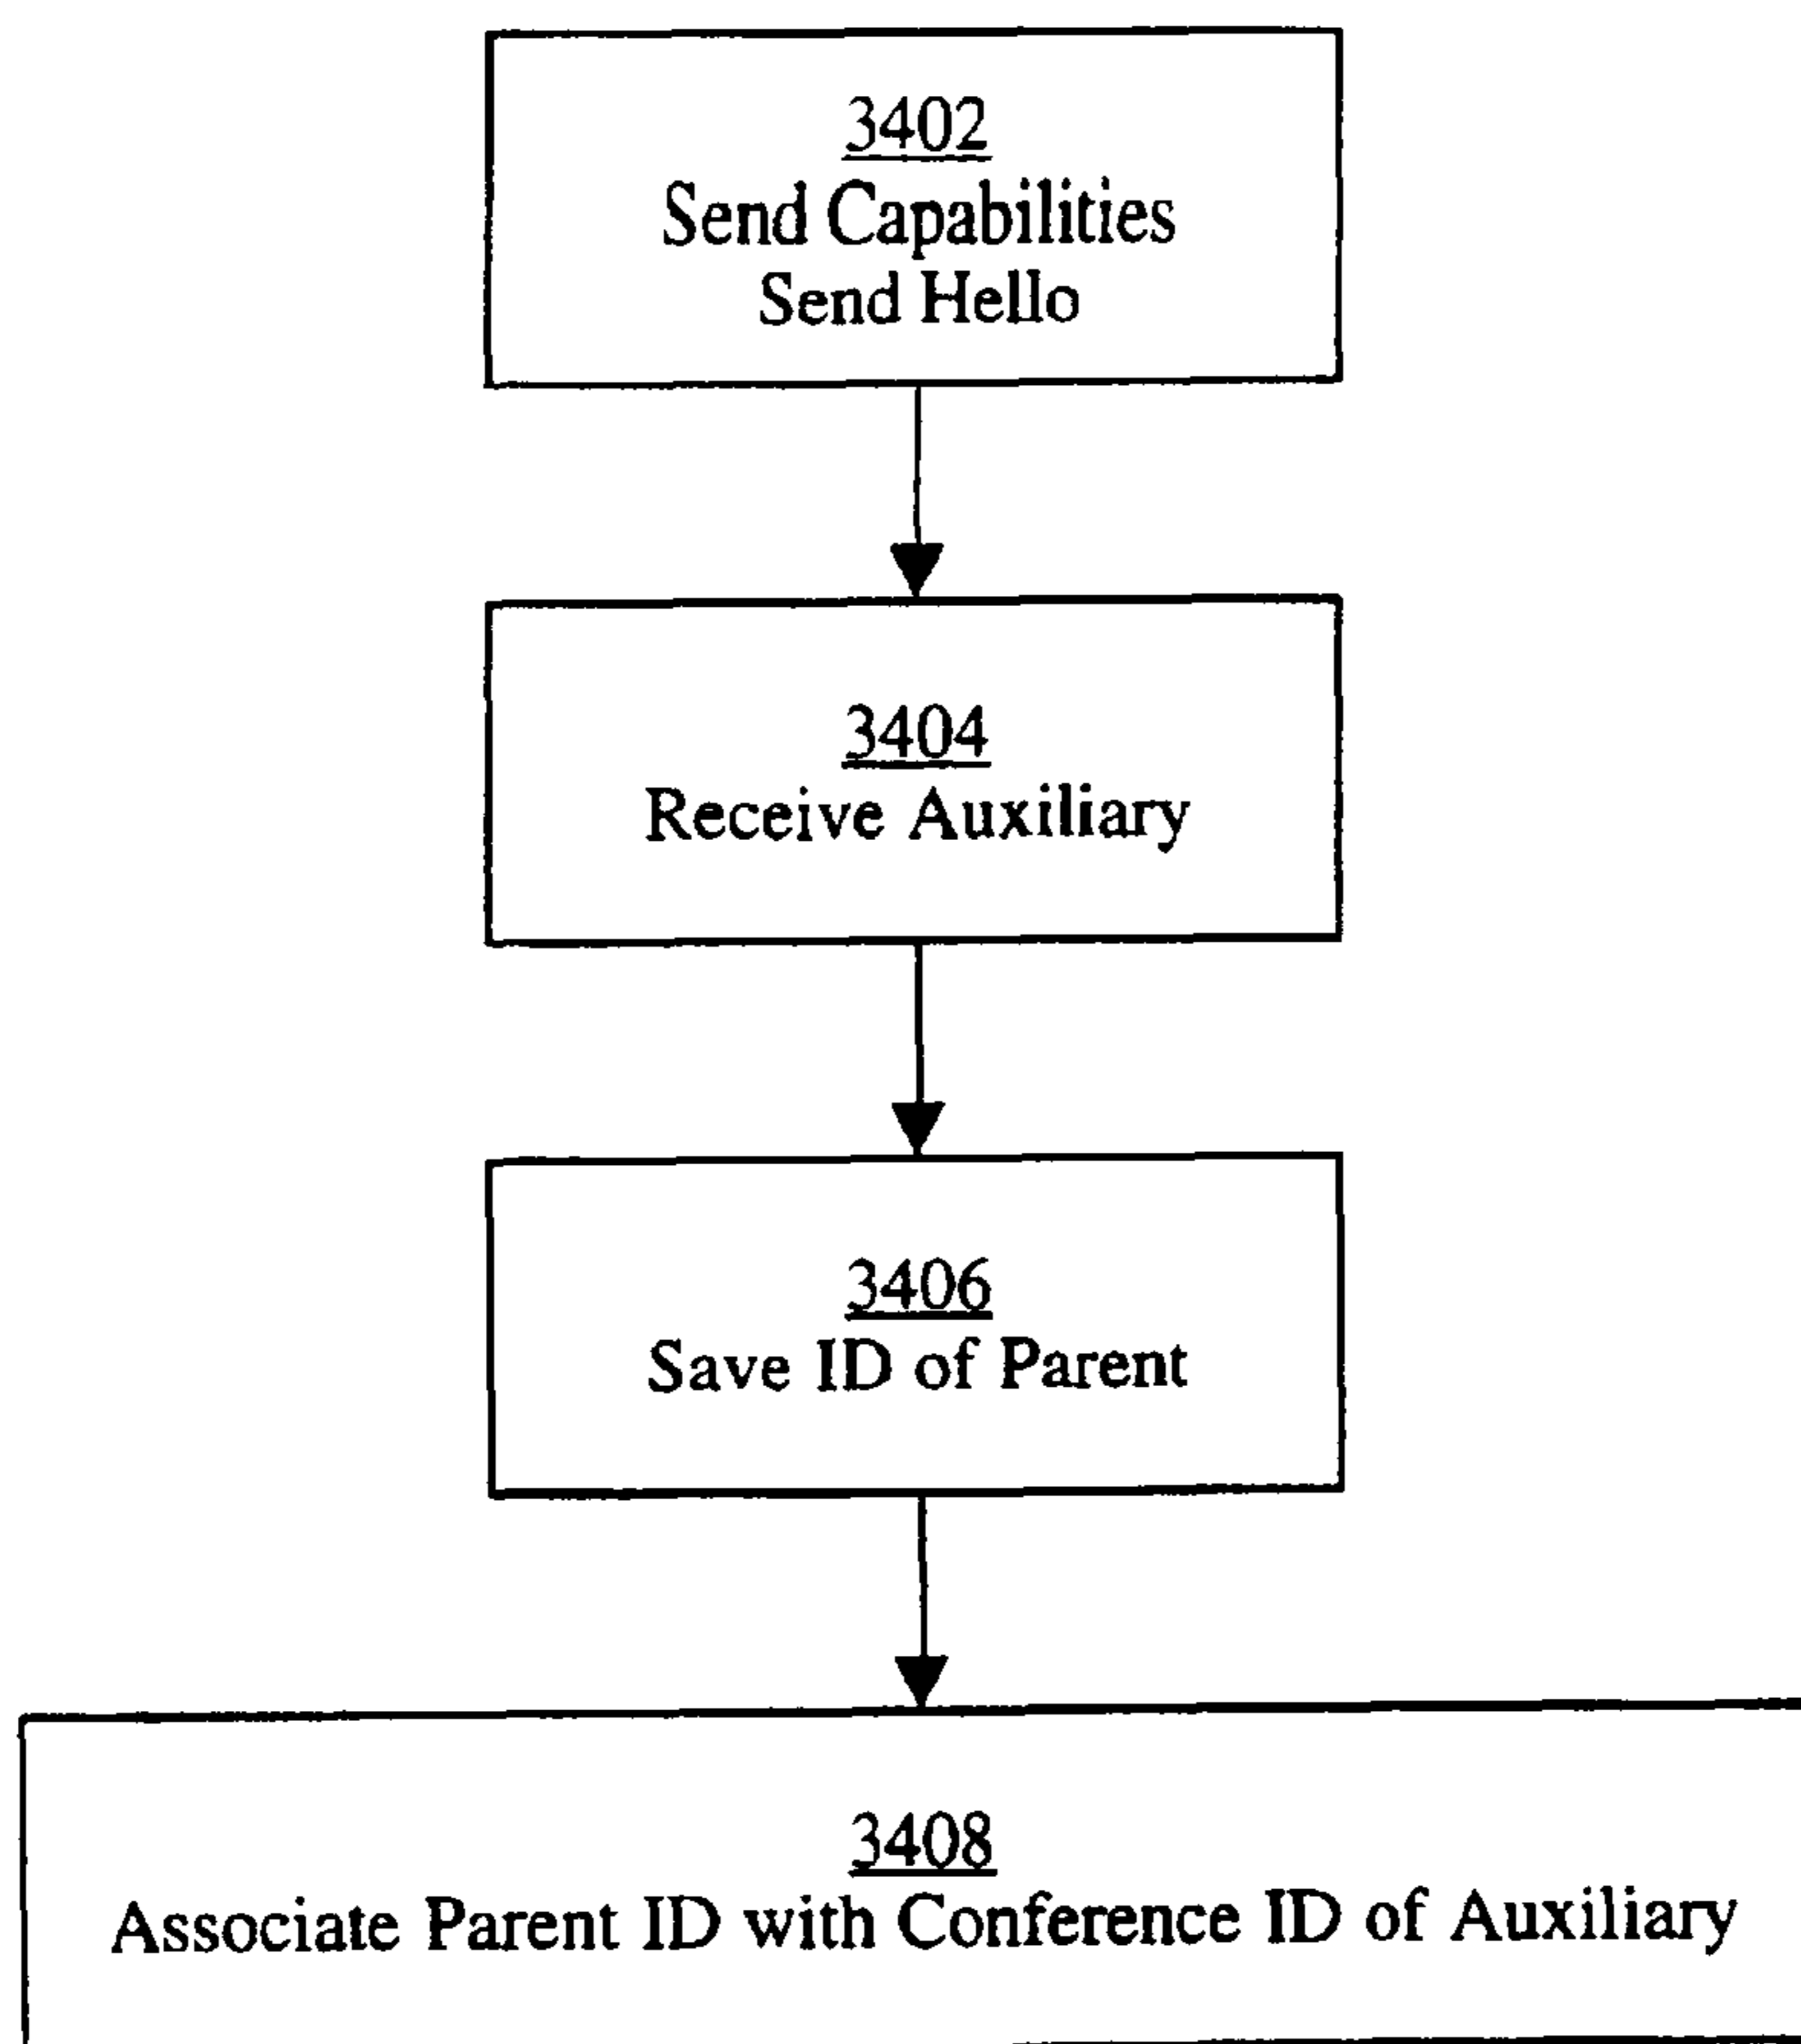 3402
Send Capabilities
Send Hello
3404
Receive Auxiliary
3406
Save ID of Parent
3408
Associate Parent ID with Conference ID of Auxiliary